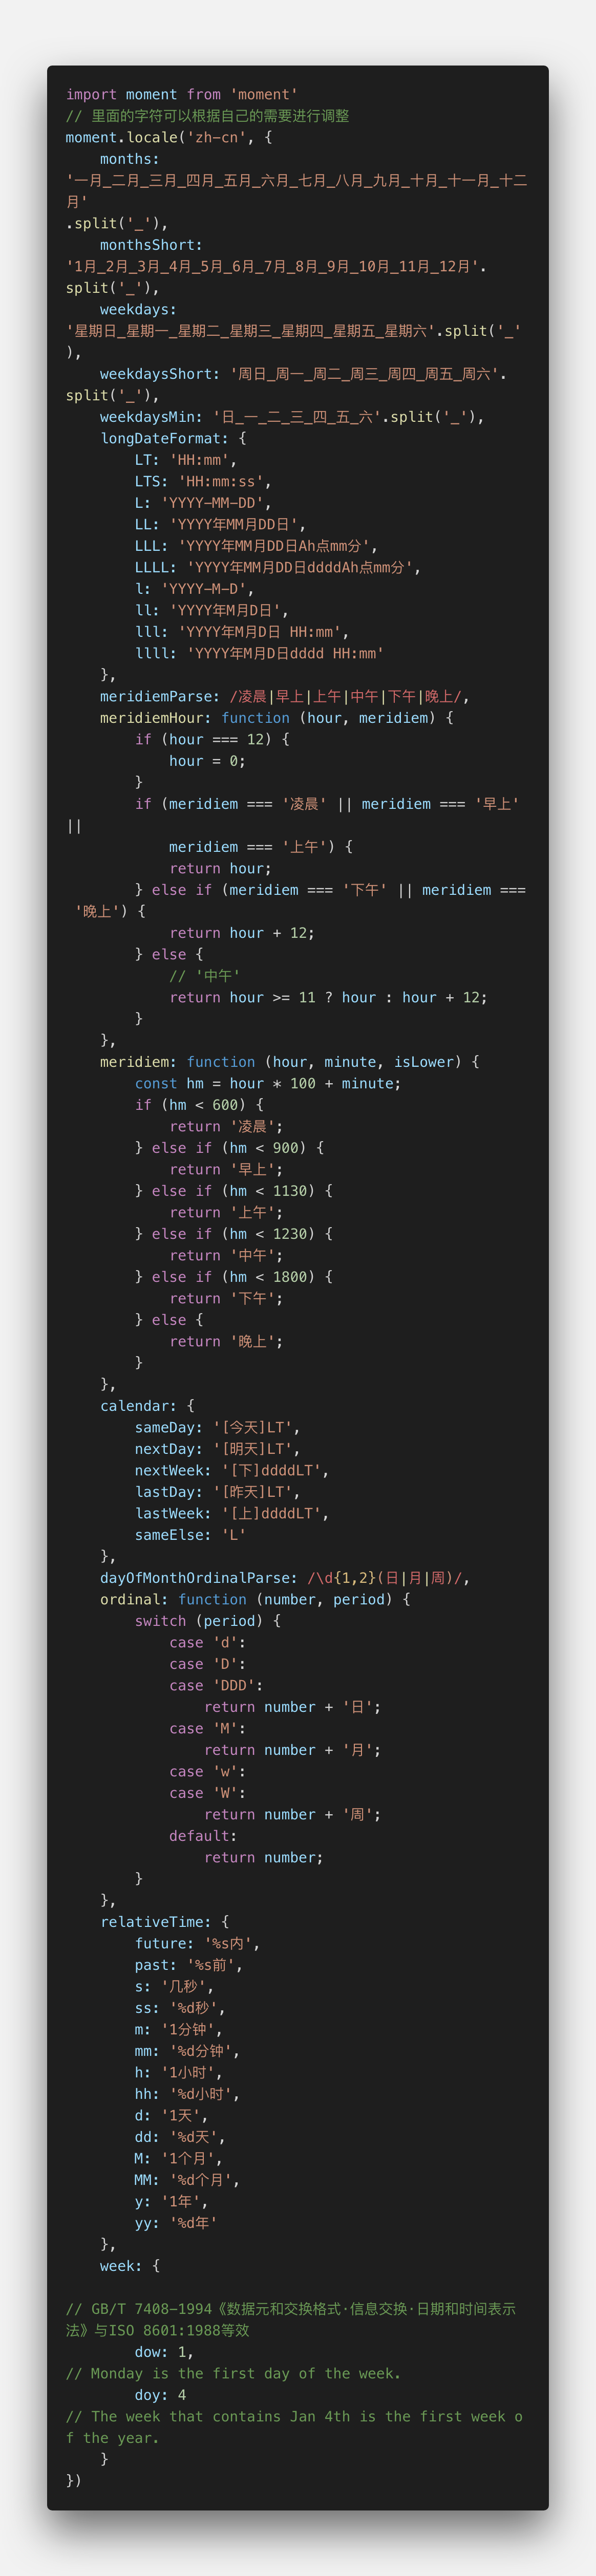 import moment from 'moment'
// 里面的字符可以根据自己的需要进行调整
moment.locale('zh-cn', {
    months:
'一月_二月_三月_四月_五月_六月_七月_八月_九月_十月_十一月_十二
月'
.split('_'),
    monthsShort:
'1月_2月_3月_4月_5月_6月_7月_8月_9月_10月_11月_12月'.
split('_'),
    weekdays:
'星期日_星期一_星期二_星期三_星期四_星期五_星期六'.split('_'
),
    weekdaysShort: '周日_周一_周二_周三_周四_周五_周六'.
split('_'),
    weekdaysMin: '日_一_二_三_四_五_六'.split('_'),
    longDateFormat: {
        LT: 'HH:mm',
        LTS: 'HH:mm:ss',
        L: 'YYYY-MM-DD',
        LL: 'YYYY年MM月DD日',
        LLL: 'YYYY年MM月DD日Ah点mm分',
        LLLL: 'YYYY年MM月DD日ddddAh点mm分',
        l: 'YYYY-M-D',
        ll: 'YYYY年M月D日',
        lll: 'YYYY年M月D日 HH:mm',
        llll: 'YYYY年M月D日dddd HH:mm'
    },
    meridiemParse: /凌晨|早上|上午|中午|下午|晚上/,
    meridiemHour: function (hour, meridiem) {
        if (hour === 12) {
            hour = 0;
        }
        if (meridiem === '凌晨' || meridiem === '早上'
||
            meridiem === '上午') {
            return hour;
        } else if (meridiem === '下午' || meridiem ===
 '晚上') {
            return hour + 12;
        } else {
            // '中午'
            return hour >= 11 ? hour : hour + 12;
        }
    },
    meridiem: function (hour, minute, isLower) {
        const hm = hour * 100 + minute;
        if (hm < 600) {
            return '凌晨';
        } else if (hm < 900) {
            return '早上';
        } else if (hm < 1130) {
            return '上午';
        } else if (hm < 1230) {
            return '中午';
        } else if (hm < 1800) {
            return '下午';
        } else {
            return '晚上';
        }
    },
    calendar: {
        sameDay: '[今天]LT',
        nextDay: '[明天]LT',
        nextWeek: '[下]ddddLT',
        lastDay: '[昨天]LT',
        lastWeek: '[上]ddddLT',
        sameElse: 'L'
    },
    dayOfMonthOrdinalParse: /\d{1,2}(日|月|周)/,
    ordinal: function (number, period) {
        switch (period) {
            case 'd':
            case 'D':
            case 'DDD':
                return number + '日';
            case 'M':
                return number + '月';
            case 'w':
            case 'W':
                return number + '周';
            default:
                return number;
        }
    },
    relativeTime: {
        future: '%s内',
        past: '%s前',
        s: '几秒',
        ss: '%d秒',
        m: '1分钟',
        mm: '%d分钟',
        h: '1小时',
        hh: '%d小时',
        d: '1天',
        dd: '%d天',
        M: '1个月',
        MM: '%d个月',
        y: '1年',
        yy: '%d年'
    },
    week: {
// GB/T 7408-1994《数据元和交换格式·信息交换·日期和时间表示
法》与ISO 8601:1988等效
        dow: 1,
// Monday is the first day of the week.
        doy: 4
// The week that contains Jan 4th is the first week o
f the year.
    }
})